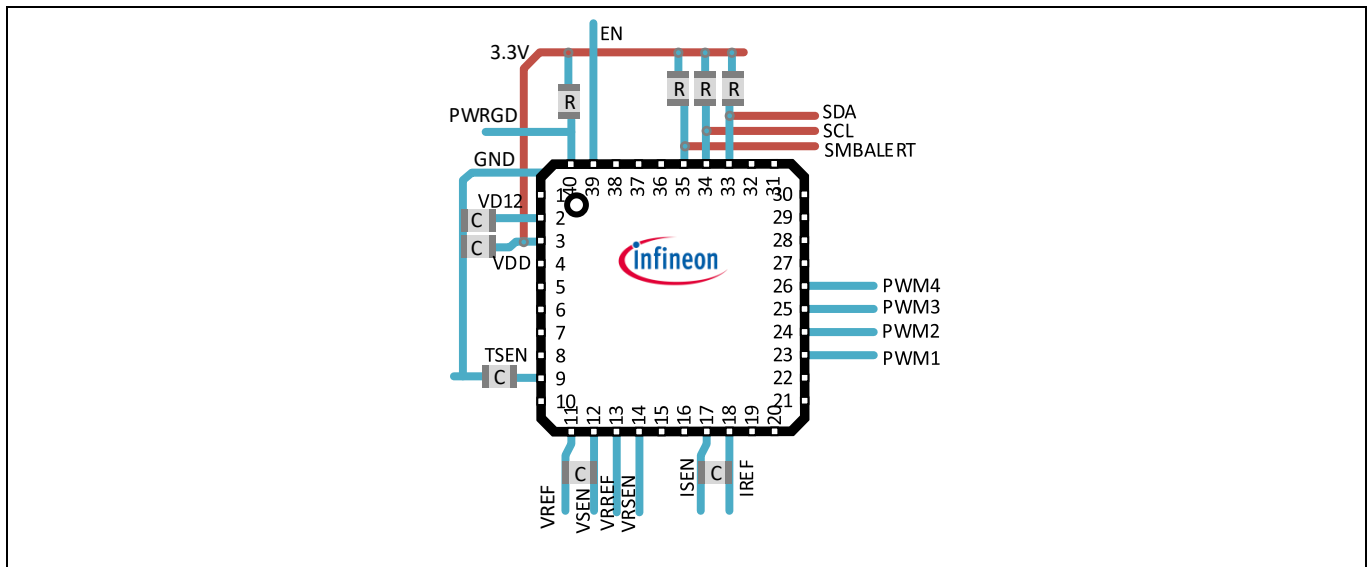 EN
3.3V
R
R
R
R
SDA
PWRGD
SCL
SMBALERT
GND
40
39
38
37
36
35
34
33
32
31
1
2
3
4
5
6
7
8
9
10
30
29
28
27
26
25
24
23
22
21
VD12
C
C
VDD
infineon
PWM4
PWM3
PWM2
PWM1
TSEN
C
11
12
13
14
15
16
17
18
19
20
C
C
VREF
VSEN
VRREF
VRSEN
ISEN
IREF